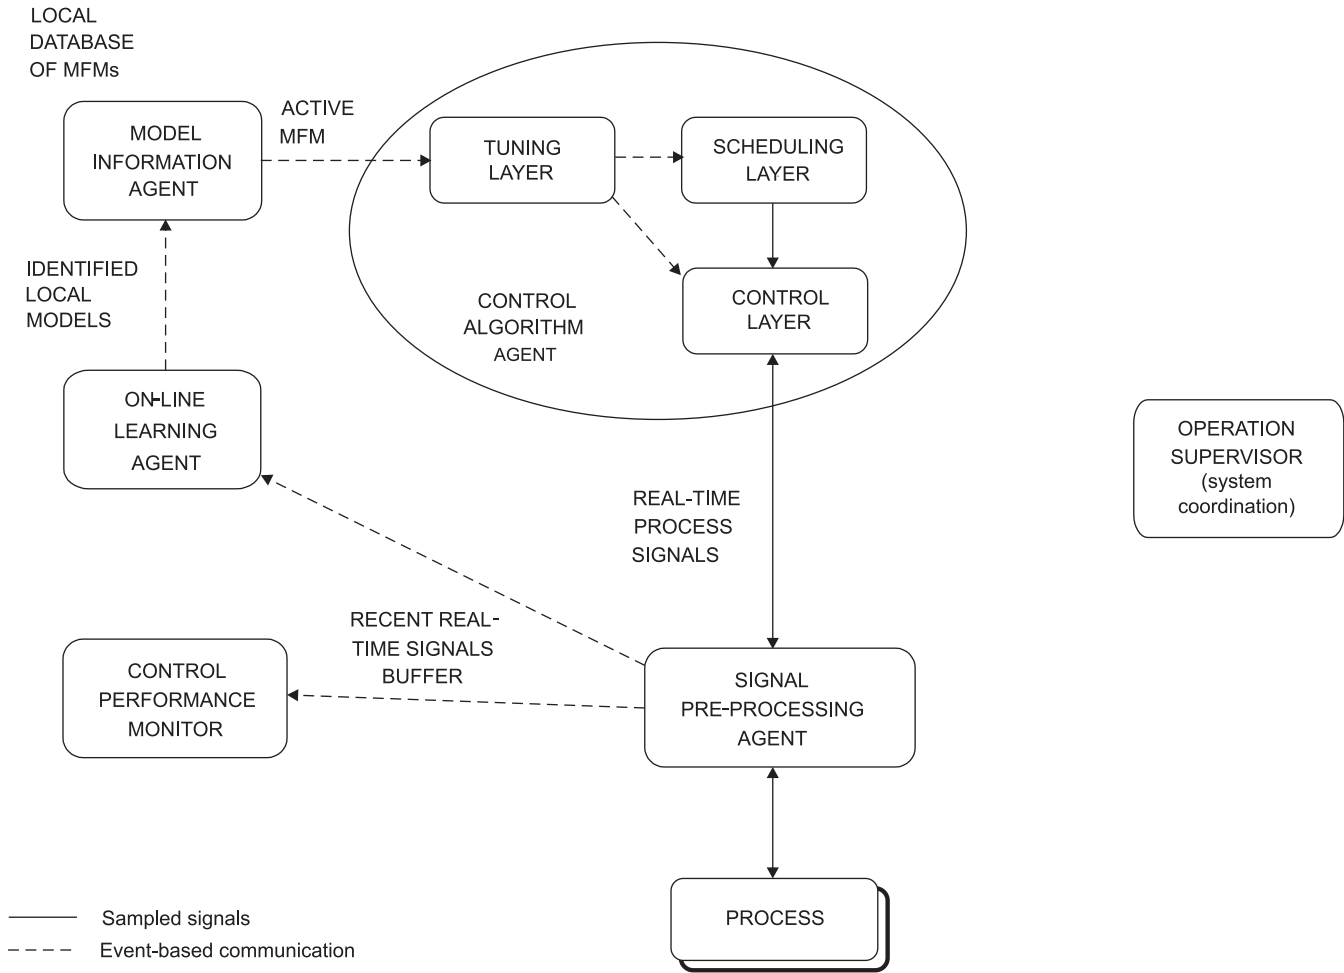 LOCAL
DATABASE
OF MFMs
MODEL
INFORMATION
AGENT
ACTIVE
MFM
TUNING
LAYER
SCHEDULING
LAYER
CONTROL
LAYER
CONTROL
ALGORITHM
AGENT
IDENTIFIED
LOCAL
MODELS
ON-LINE
LEARNING
AGENT
OPERATION
SUPERVISOR
(system
coordination)
REAL-TIME
PROCESS
SIGNALS
RECENT REAL-
TIME SIGNALS
BUFFER
CONTROL
PERFORMANCE
MONITOR
SIGNAL
PRE-PROCESSING
AGENT
PROCESS
Sampled signals
Event-based communication